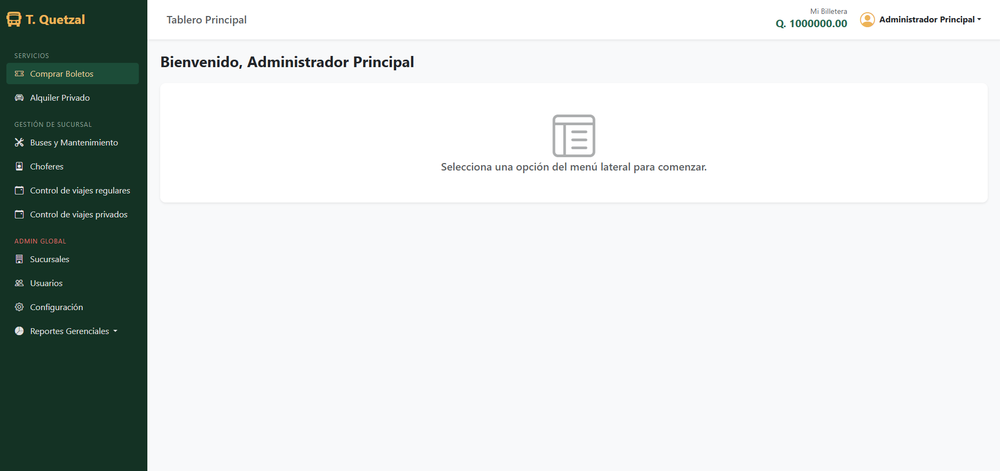 T. Quetzal
SERVICIOS
Comprar Boletos
Alquiler Privado
GESTIÓN DE SUCURSAL
Buses y Mantenimiento
Choferes
Control de viajes regulares
Control de viajes privados
ADMIN GLOBAL
Sucursales
Usuarios
Configuración
Reportes Gerenciales
Tablero Principal
Mi Billetera
Q. 1000000.00
Administrador Principal
Bienvenido, Administrador Principal
Selecciona una opción del menú lateral para comenzar.